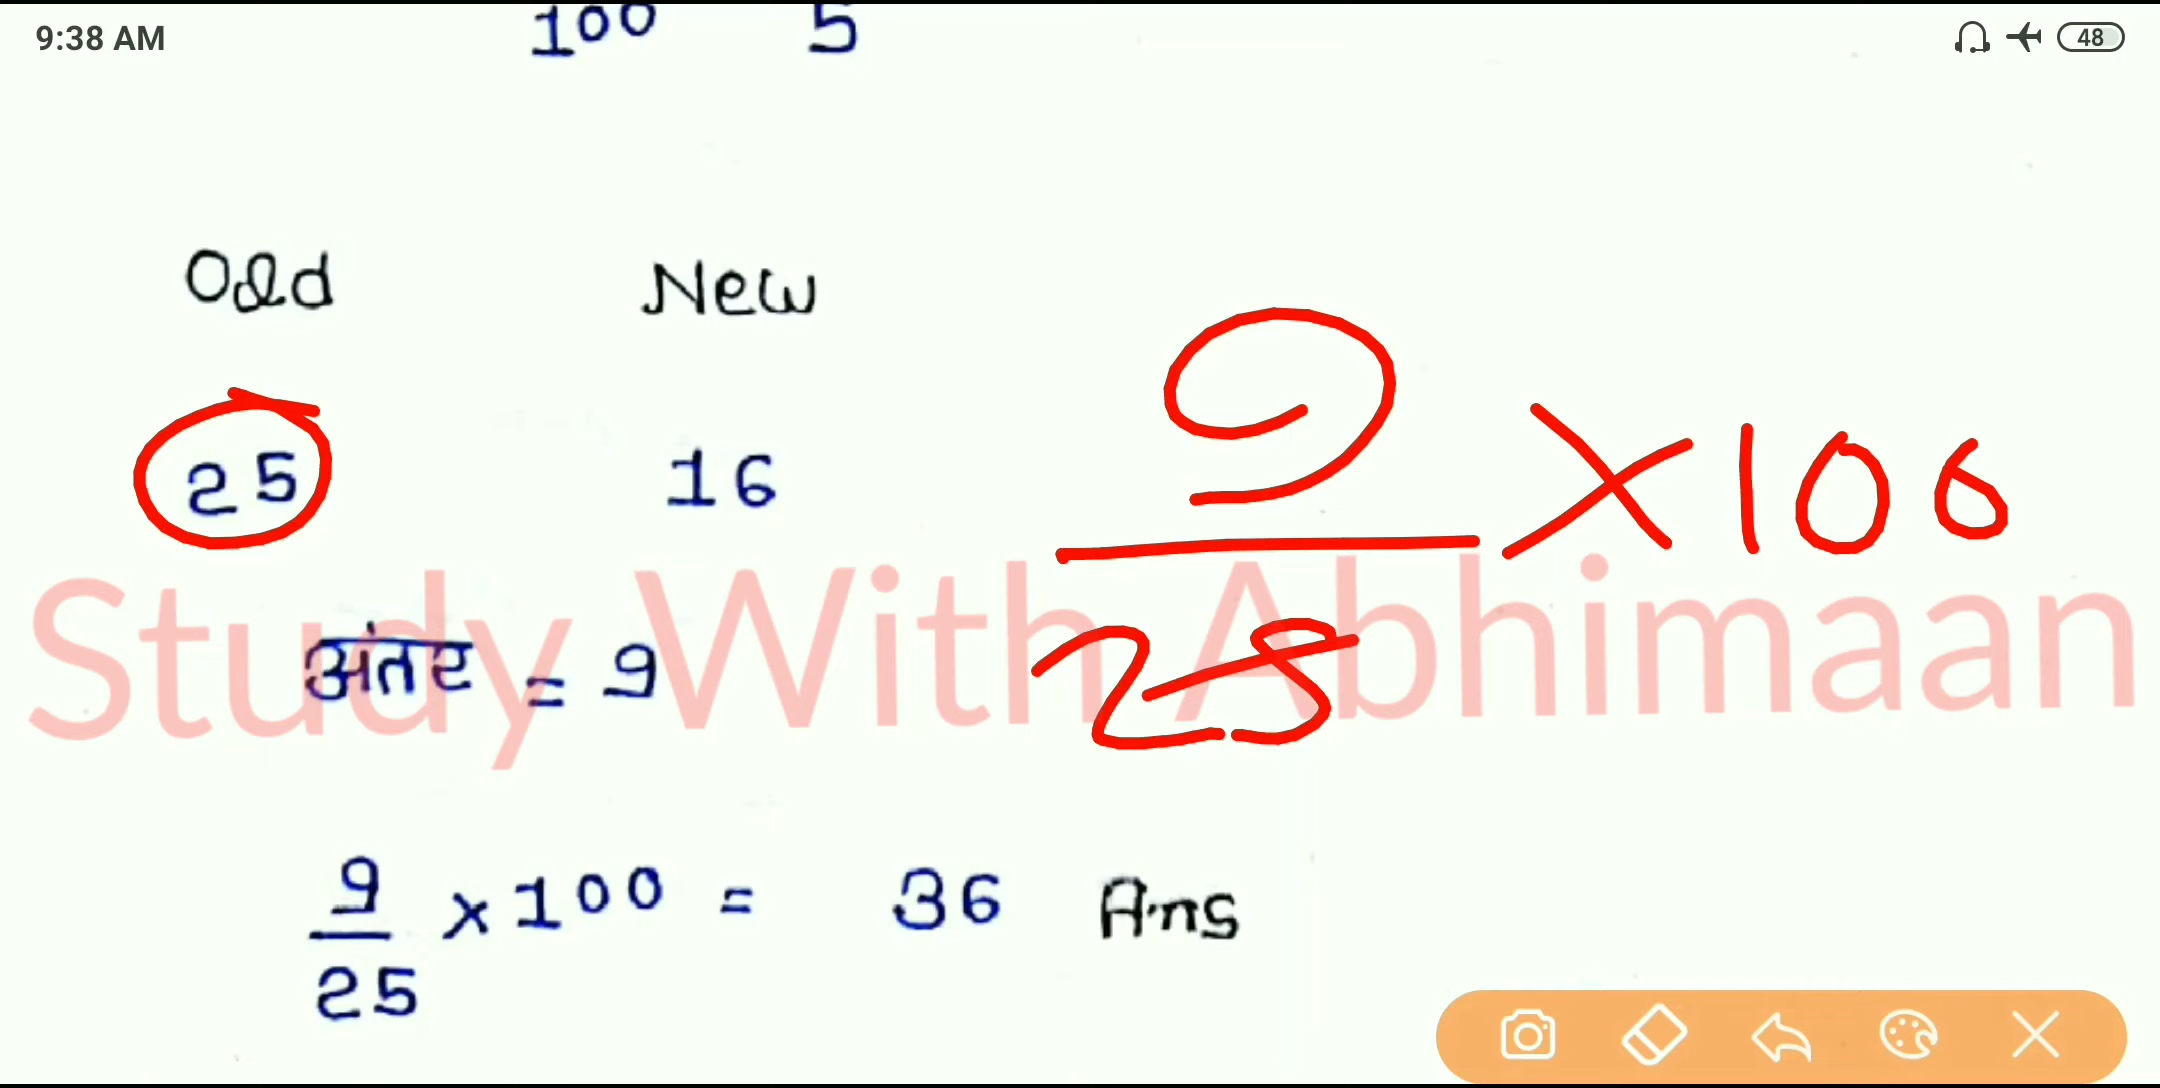 9:38 AM 48
100 5
Old New
25 16
9
× 100
25
अंतर = 9
Study With Abhimaan
9
× 100 = 36 Ans
25